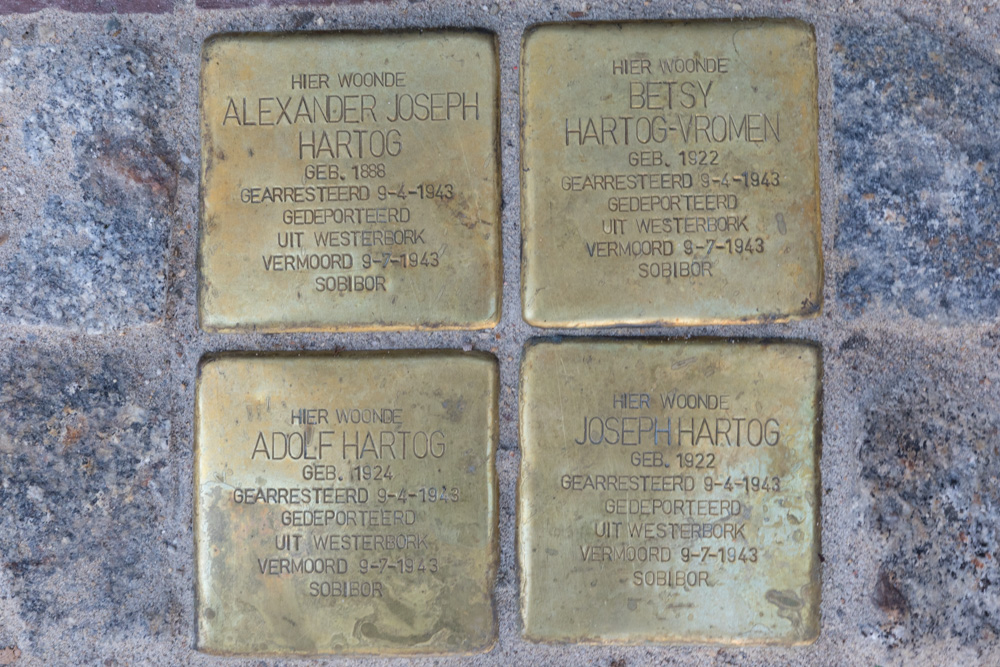 HIER WOONDE
ALEXANDER JOSEPH
HARTOG
GEB. 1888
GEARRESTEERD 9-4-1943
GEDEPORTEERD
UIT WESTERBORK
VERMOORD 9-7-1943
SOBIBOR
HIER WOONDE
BETSY
HARTOG-VROMEN
GEB. 1922
GEARRESTEERD 9-4-1943
GEDEPORTEERD
UIT WESTERBORK
VERMOORD 9-7-1943
SOBIBOR
HIER WOONDE
ADOLF HARTOG
GEB. 1924
GEARRESTEERD 9-4-1943
GEDEPORTEERD
UIT WESTERBORK
VERMOORD 9-7-1943
SOBIBOR
HIER WOONDE
JOSEPH HARTOG
GEB. 1922
GEARRESTEERD 9-4-1943
GEDEPORTEERD
UIT WESTERBORK
VERMOORD 9-7-1943
SOBIBOR